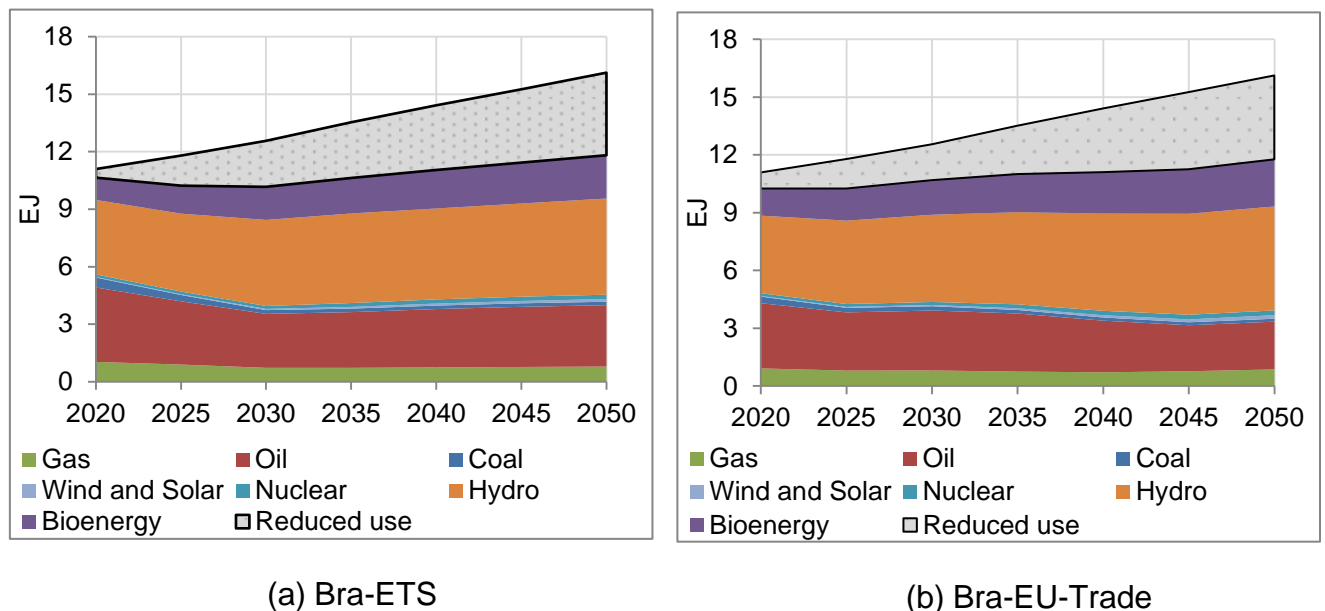 18
15
12
9
6
3
0
EJ
2020 2025 2030 2035 2040 2045 2050
Gas Oil Coal
Wind and Solar Nuclear Hydro
Bioenergy Reduced use
(a) Bra-ETS
18
15
12
9
6
3
0
EJ
2020 2025 2030 2035 2040 2045 2050
Gas Oil Coal
Wind and Solar Nuclear Hydro
Bioenergy Reduced use
(b) Bra-EU-Trade